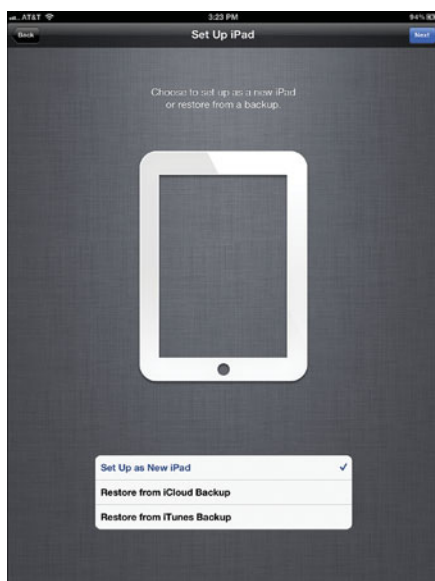 AT&T 3:23 PM 94%
Back Set Up iPad Next
Choose to set up as a new iPad
or restore from a backup.
Set Up as New iPad
Restore from iCloud Backup
Restore from iTunes Backup